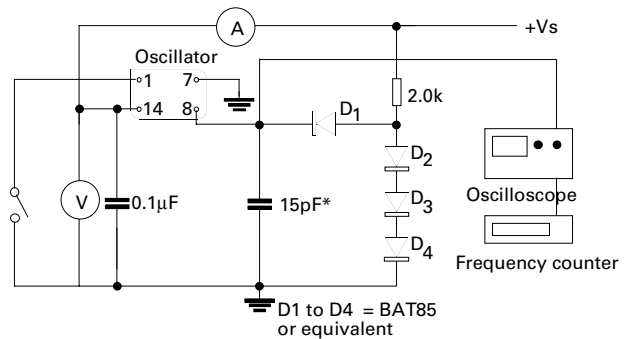 A
+Vs
Oscillator
1 7
14 8
2.0k
D1
D2
D3
D4
V
0.1µF
15pF*
Oscilloscope
Frequency counter
D1 to D4 = BAT85
or equivalent